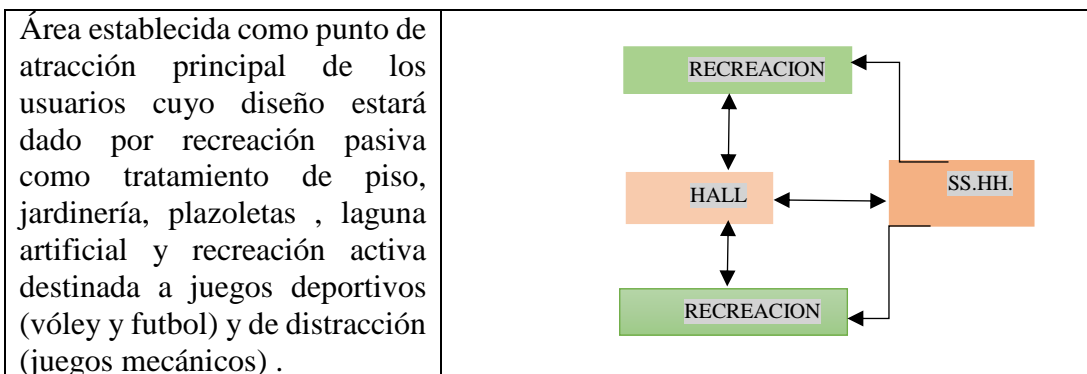 Área establecida como punto de
atracción principal de los
usuarios cuyo diseño estará
dado por recreación pasiva
como tratamiento de piso,
jardinería, plazoletas , laguna
artificial y recreación activa
destinada a juegos deportivos
(vóley y futbol) y de distracción
(juegos mecánicos) .
RECREACION
HALL
SS.HH.
RECREACION